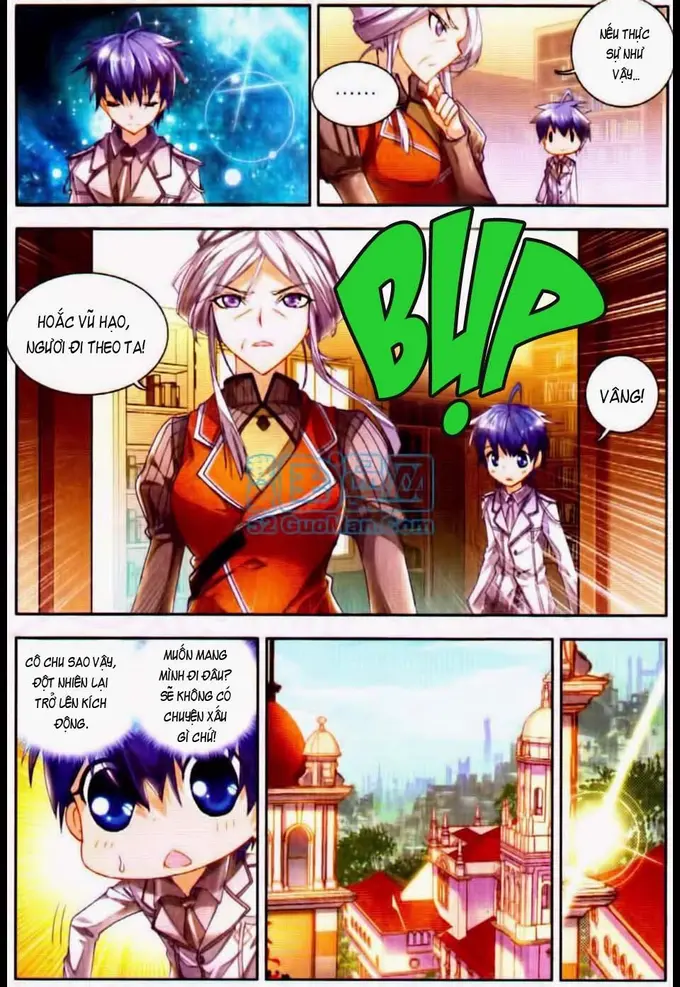 ......
NẾU THỰC
SỰ NHƯ
VẬY...
HOẮC VŨ HẠO,
NGƯƠI ĐI THEO TA!
BỤP
VÂNG!
52GuoMan.Com
CÔ CHU SAO VẬY,
ĐỘT NHIÊN LẠI
TRỞ LÊN KÍCH
ĐỘNG.
MUỐN MANG
MÌNH ĐI ĐÂU?
SẼ KHÔNG CÓ
CHUYỆN XẤU
GÌ CHỨ!